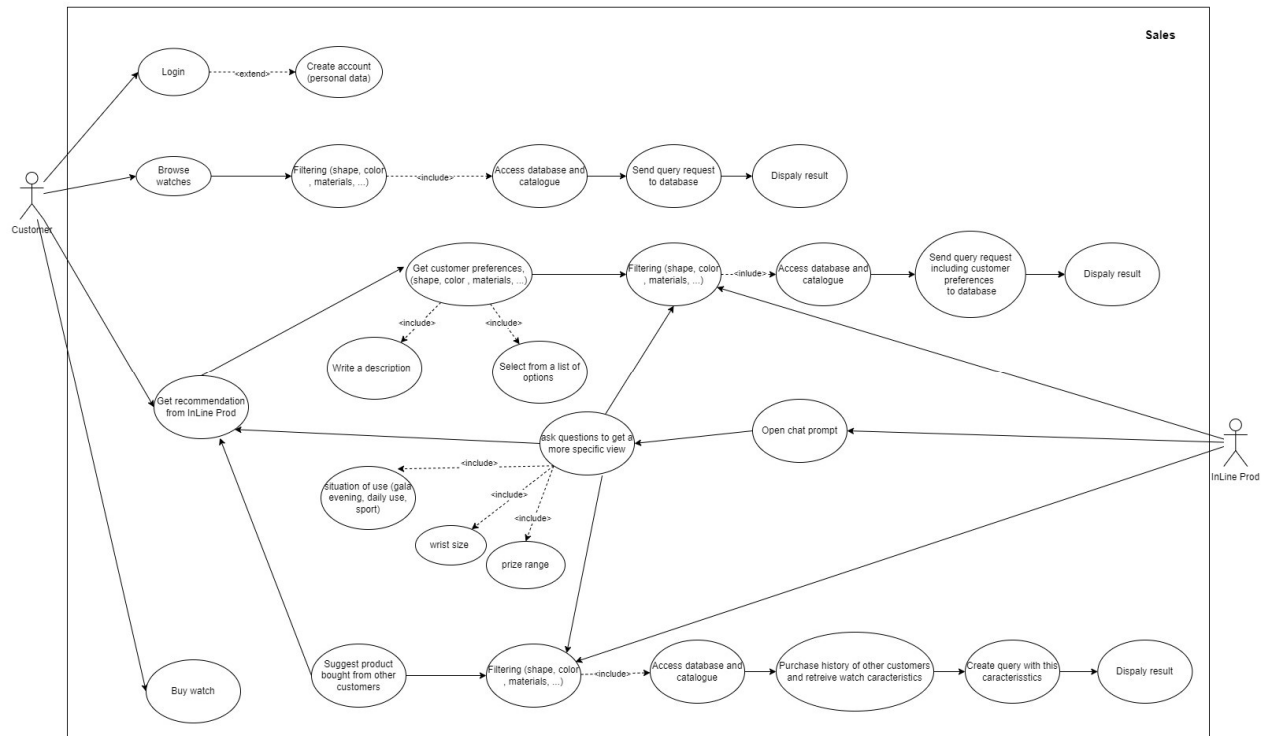 Sales
Login
<extend>
Create account
(personal data)
Customer
Browse
watches
Filtering (shape, color
, materials, ...)
<include>
Access database and
catalogue
Send query request
to database
Dispaly result
Get customer preferences,
(shape, color , materials, ...)
Filtering (shape, color
, materials, ...)
<inlude>
Access database and
catalogue
Send query request
including customer
preferences
to database
Dispaly result
<include>
<include>
Write a description
Select from a list of
options
Get recommendation
from InLine Prod
ask questions to get a
more specific view
Open chat prompt
InLine Prod
<include>
situation of use (gala
evening, daily use,
sport)
<include>
<include>
wrist size
prize range
Buy watch
Suggest product
bought from other
customers
Filtering (shape, color
, materials, ...)
<include>
Access database and
catalogue
Purchase history of other customers
and retreive watch caracteristics
Create query with this
caracterisstics
Dispaly result